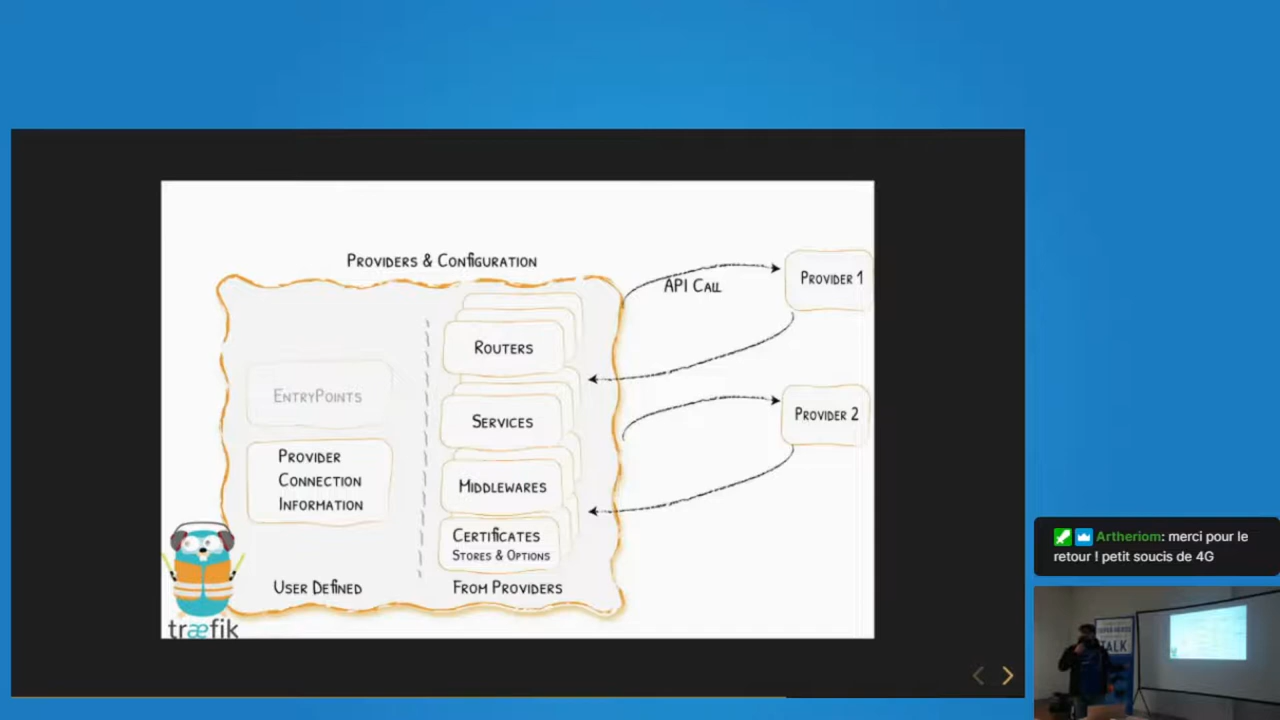 PROVIDERS & CONFIGURATION
API CALL
PROVIDER 1
ROUTERS
ENTRYPOINTS
SERVICES
PROVIDER 2
PROVIDER
CONNECTION
INFORMATION
MIDDLEWARES
CERTIFICATES
STORES & OPTIONS
USER DEFINED
FROM PROVIDERS
træfik
Artheriom: merci pour le
retour ! petit soucis de 4G
TALK